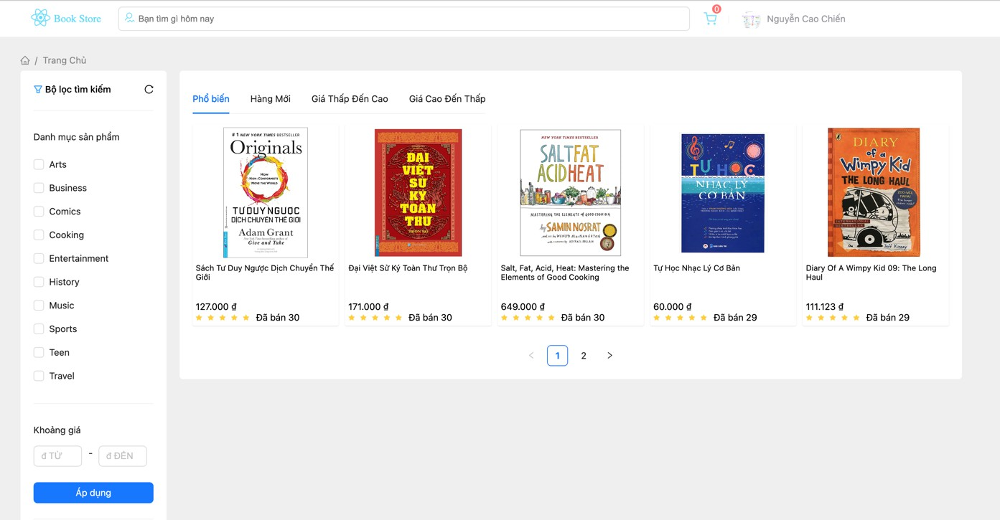 Book Store
Bạn tìm gì hôm nay
0
Nguyễn Cao Chiến
/ Trang Chủ
Bộ lọc tìm kiếm
Danh mục sản phẩm
Arts
Business
Comics
Cooking
Entertainment
History
Music
Sports
Teen
Travel
Khoảng giá
đ TỪ
-
đ ĐẾN
Áp dụng
Phổ biến
Hàng Mới
Giá Thấp Đến Cao
Giá Cao Đến Thấp
#1 NEW YORK TIMES BESTSELLER
Originals
HOW
NON-CONFORMISTS
MOVE THE WORLD
TƯ DUY NGƯỢC
DỊCH CHUYỂN THẾ GIỚI
Adam Grant
Give and Take
Sách Tư Duy Ngược Dịch Chuyển Thế
Giới
127.000 ₫
Đã bán 30
ĐẠI
VIỆT
SỬ
KÝ
TOÀN
THƯ
TRỌN BỘ
Đại Việt Sử Ký Toàn Thư Trọn Bộ
171.000 ₫
Đã bán 30
NEW YORK TIMES BESTSELLER
SALT FAT
ACID HEAT
MASTERING THE ELEMENTS OF GOOD COOKING
by SAMIN NOSRAT
Salt, Fat, Acid, Heat: Mastering the
Elements of Good Cooking
649.000 ₫
Đã bán 30
TỰ HỌC
NHẠC LÝ
CƠ BẢN
Tự Học Nhạc Lý Cơ Bản
60.000 ₫
Đã bán 29
DIARY
of a
Wimpy Kid
THE LONG HAUL
INTERNATIONAL
BESTSELLER
Jeff Kinney
Diary Of A Wimpy Kid 09: The Long
Haul
111.123 ₫
Đã bán 29
1
2